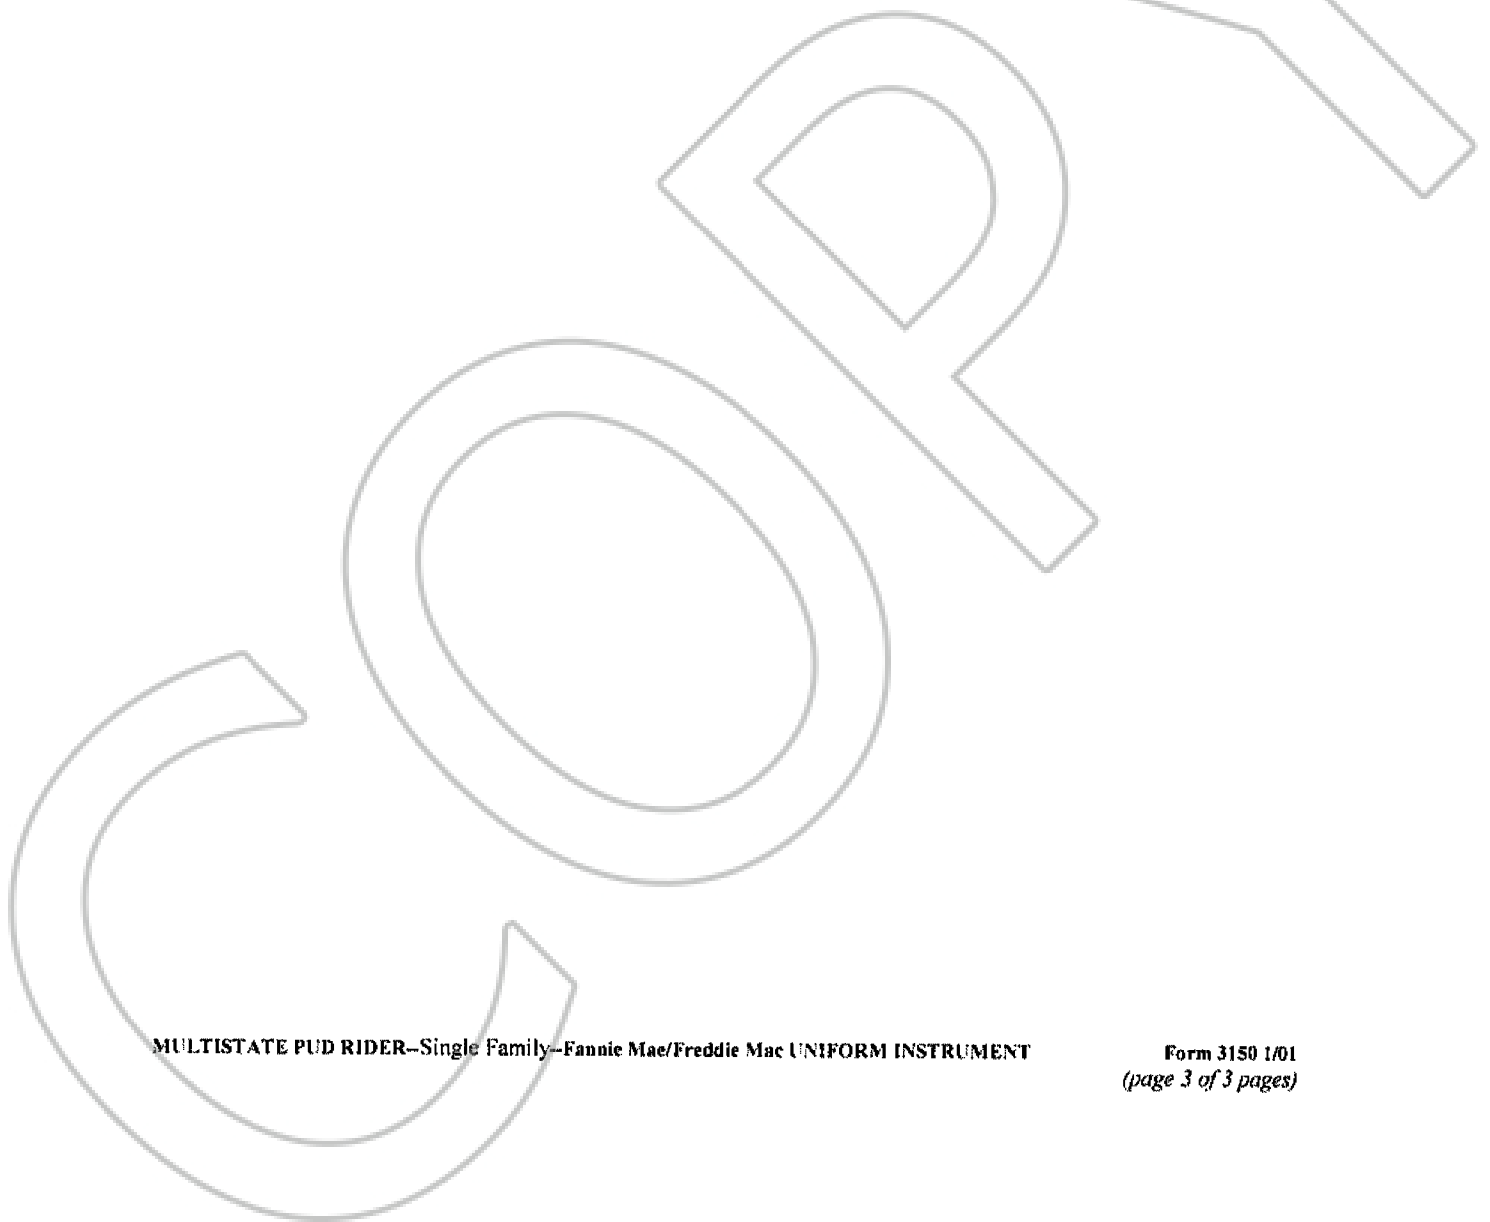 COPY
MULTISTATE PUD RIDER--Single Family--Fannie Mae/Freddie Mac UNIFORM INSTRUMENT
Form 3150 1/01
(page 3 of 3 pages)